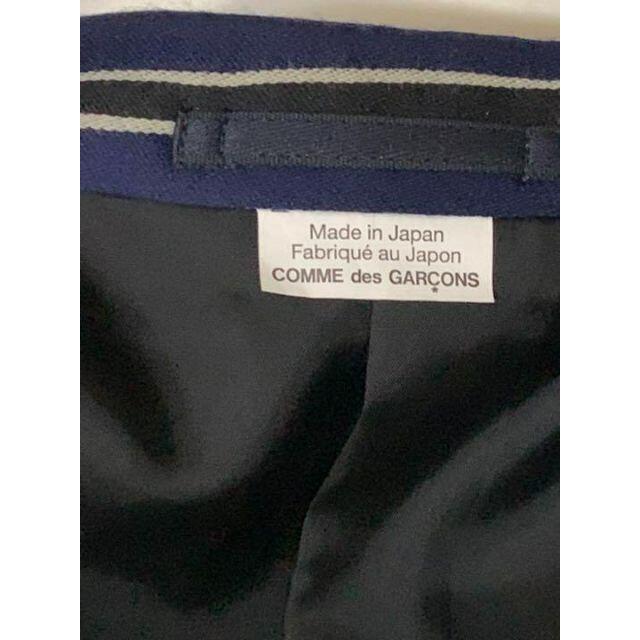 Made in Japan
Fabriqué au Japon
COMME des GARÇONS
*